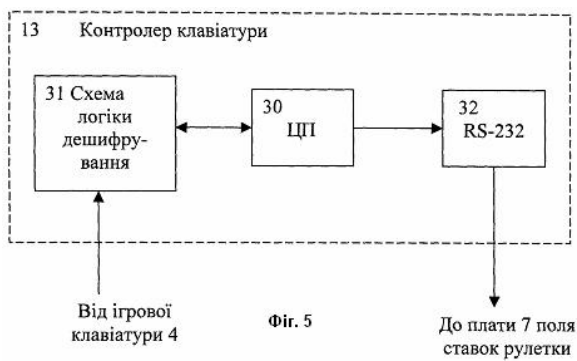 13 Контролер клавіатури
31 Схема
логіки
дешифру-
вання
30
ЦП
32
RS-232
Від ігрової
клавіатури 4
Фіг. 5
До плати 7 поля
ставок рулетки